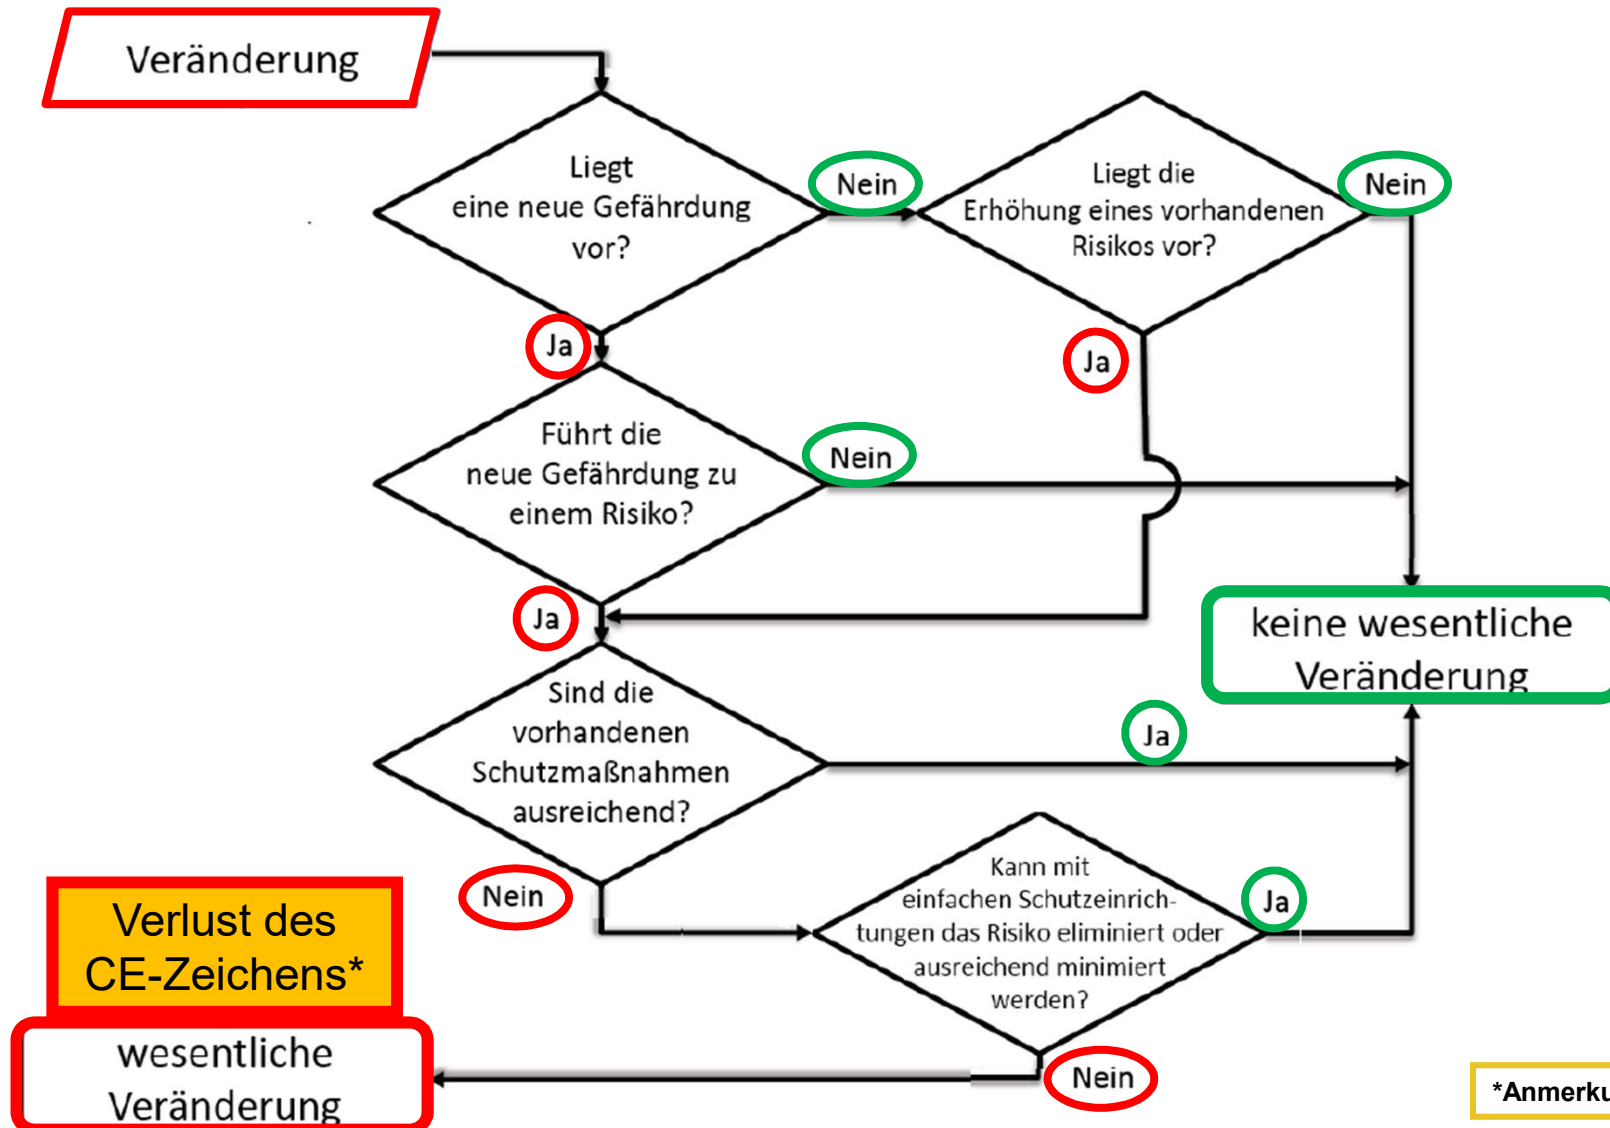 Veränderung
Liegt
eine neue Gefährdung
vor?
Nein
Liegt die
Erhöhung eines vorhandenen
Risikos vor?
Nein
Ja
Ja
Führt die
neue Gefährdung zu
einem Risiko?
Nein
Ja
keine wesentliche
Veränderung
Sind die
vorhandenen
Schutzmaßnahmen
ausreichend?
Ja
Nein
Kann mit
einfachen Schutzeinrich-
tungen das Risiko eliminiert oder
ausreichend minimiert
werden?
Ja
Verlust des
CE-Zeichens*
wesentliche
Veränderung
Nein
*Anmerku